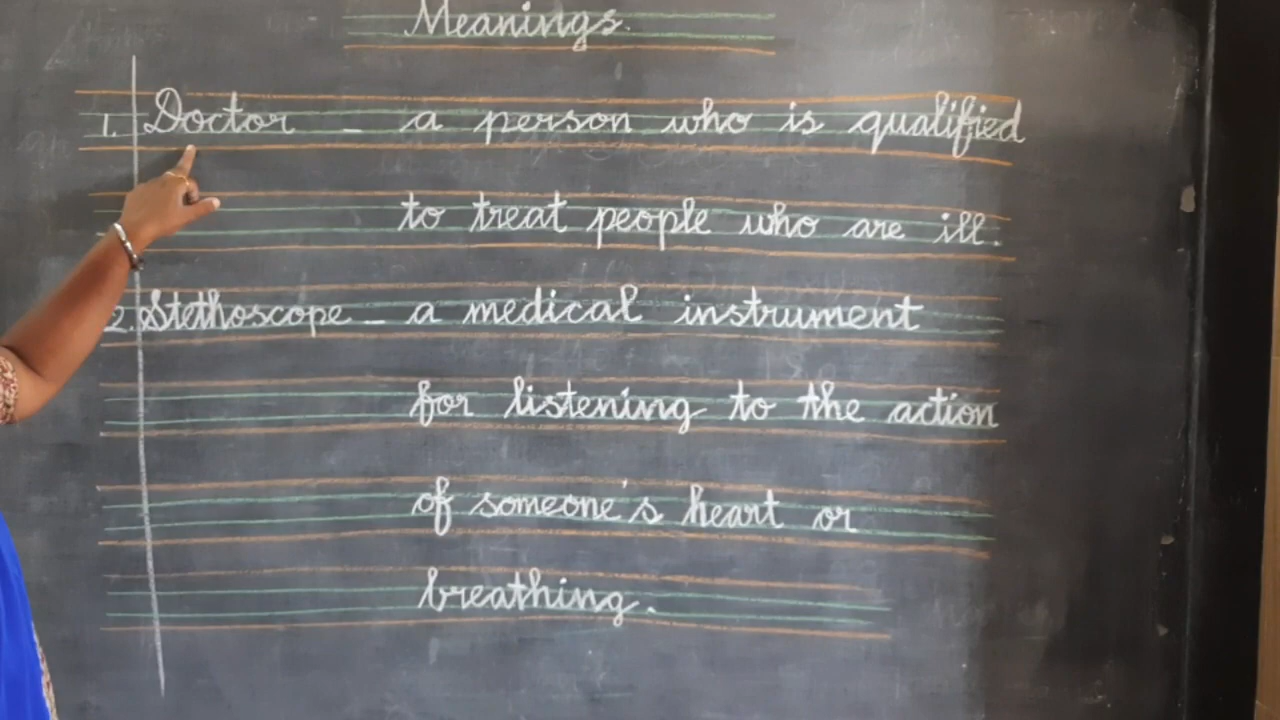 Meanings.
1. Doctor - a person who is qualified
to treat people who are ill.
2. Stethoscope - a medical instrument
for listening to the action
of someone's heart or
breathing.